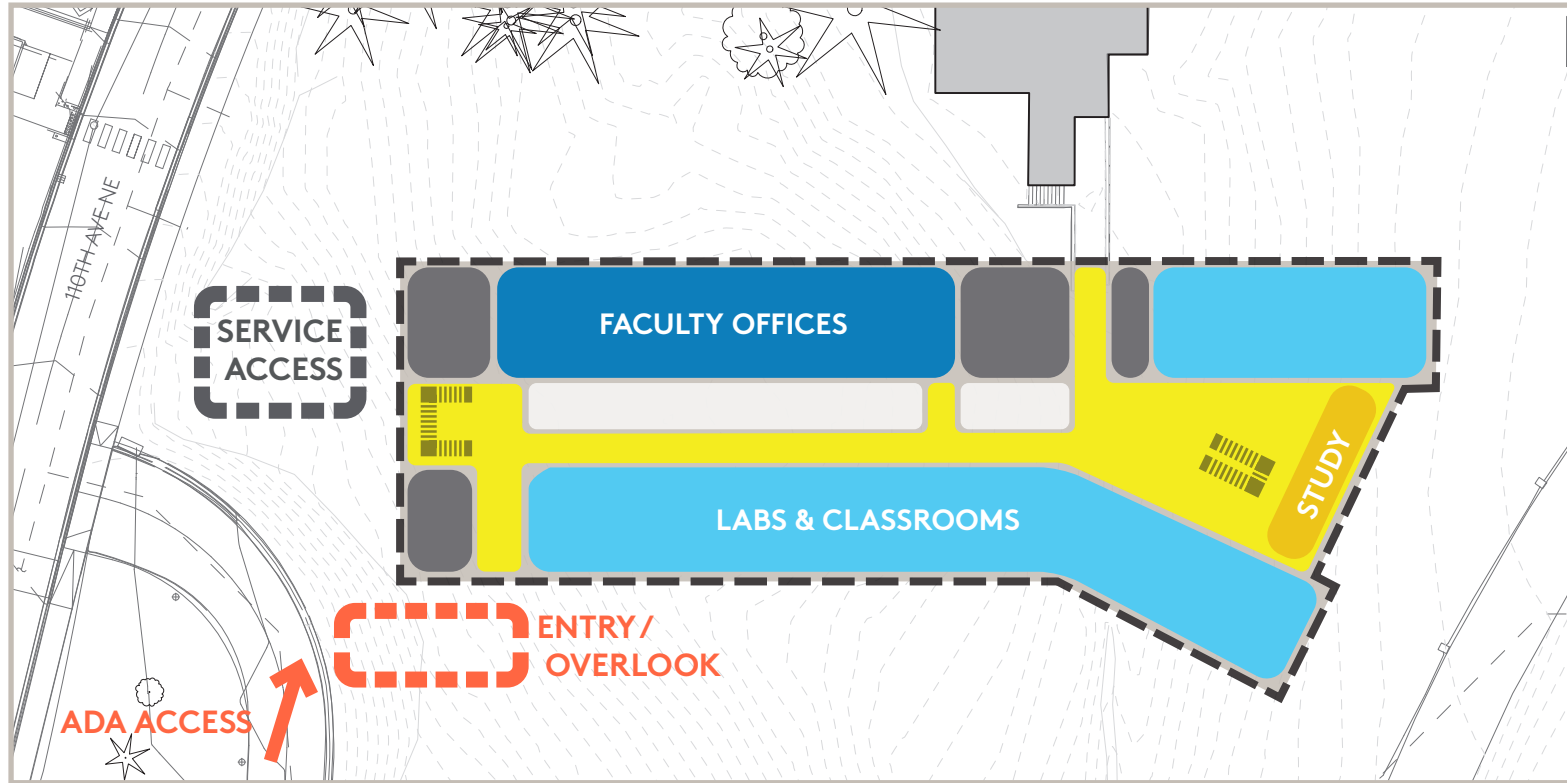 110TH AVE NE
SERVICE
ACCESS
FACULTY OFFICES
LABS & CLASSROOMS
STUDY
ENTRY/
OVERLOOK
ADA ACCESS